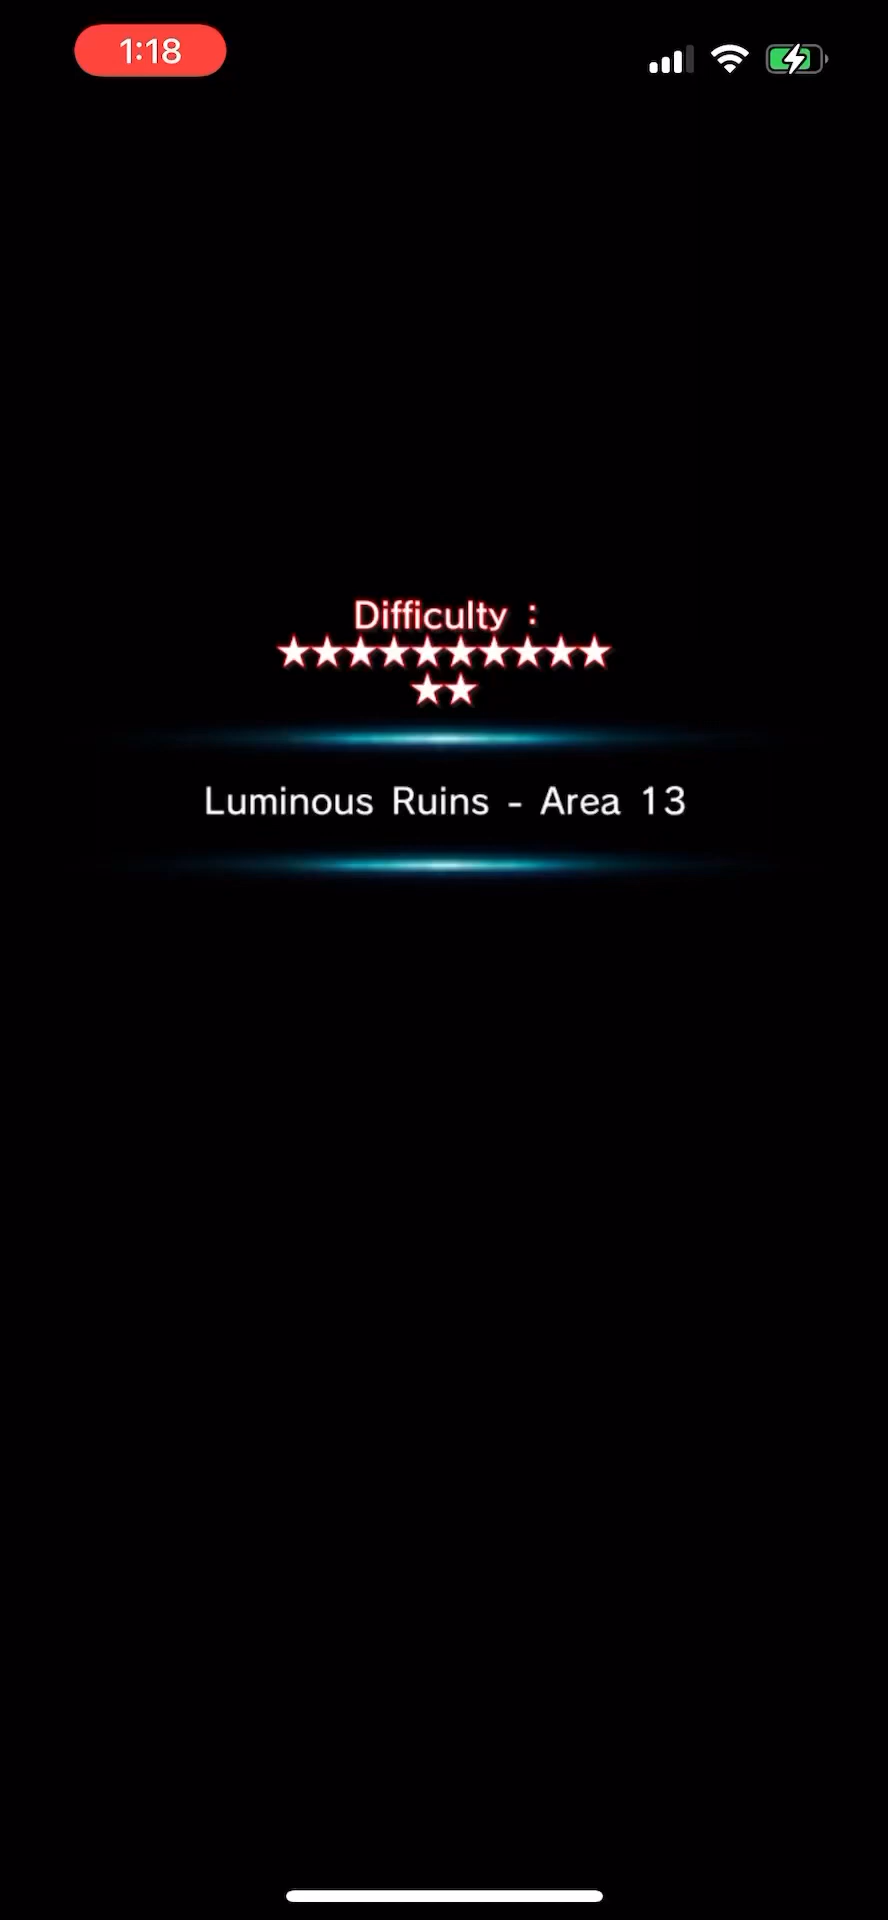 1:18
Difficulty :
★★★★★★★★★★
★★
Luminous Ruins - Area 13